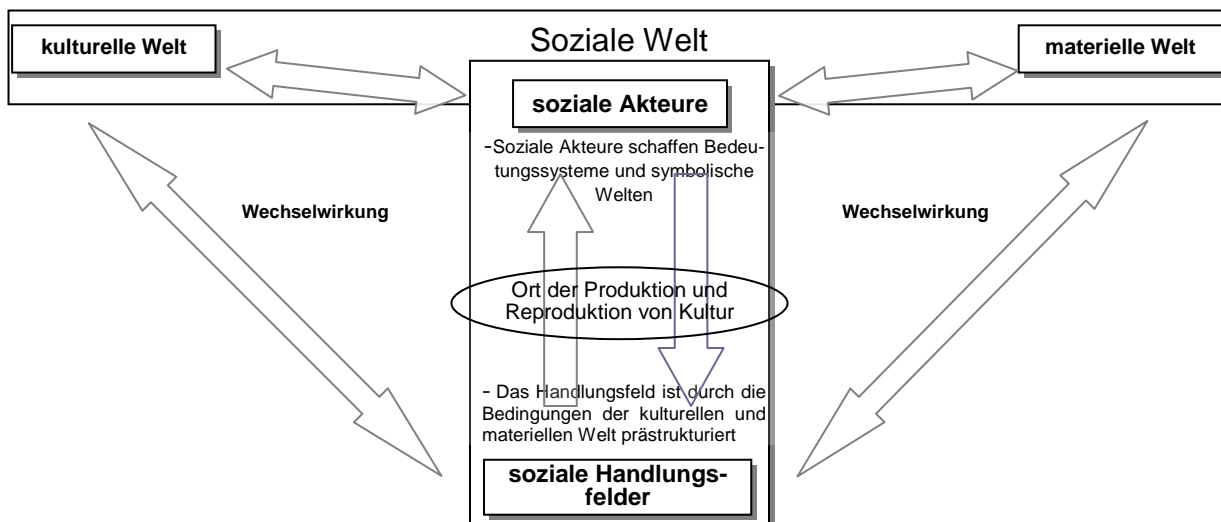 Soziale Welt
kulturelle Welt
materielle Welt
soziale Akteure
-Soziale Akteure schaffen Bedeu-
tungssysteme und symbolische
Welten
Wechselwirkung
Wechselwirkung
Ort der Produktion und
Reproduktion von Kultur
- Das Handlungsfeld ist durch die
Bedingungen der kulturellen und
materiellen Welt prästrukturiert
soziale Handlungs-
felder